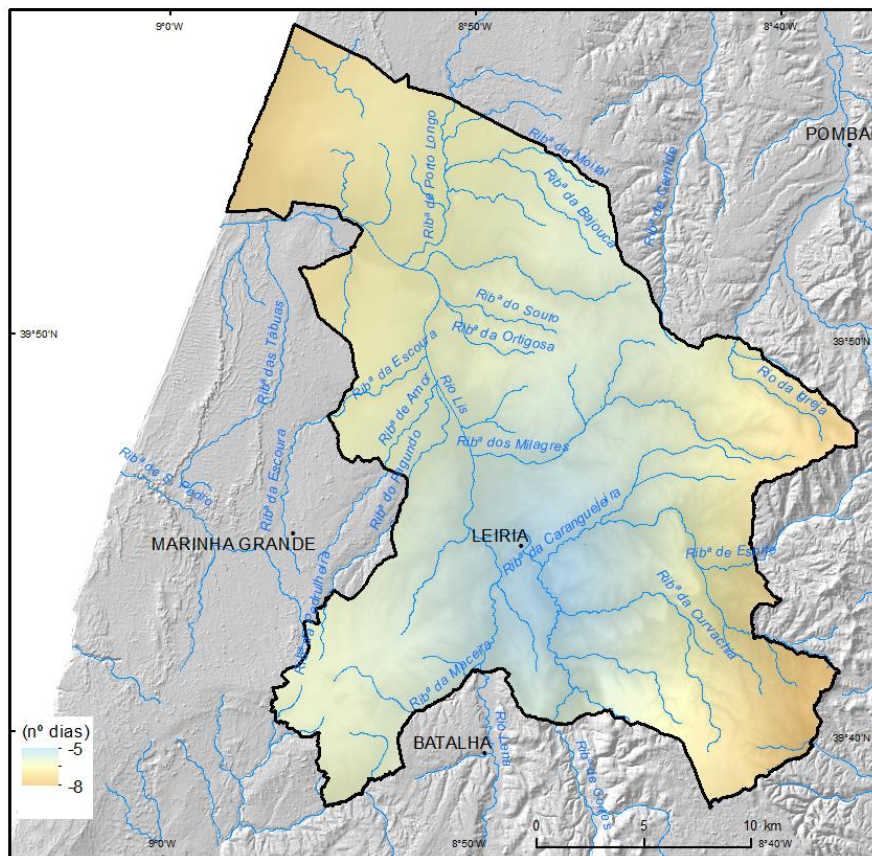 9°0'W
8°50'W
8°40'W
POMBAL
Ribª da Moital
Ribª de Porto Longo
Ribª da Bajouca
Ribª de Carnide
39°50'N
39°50'N
Ribª do Souto
Ribª da Ortigosa
Ribª das Tábuas
Ribª da Escoura
Rio Lis
Ribª de Amor
Rio da Igreja
Ribª dos Milagres
Ribª do Fagundo
Ribª de S. Pedro
Ribª da Escoura
MARINHA GRANDE
LEIRIA
Ribª da Caranguejeira
Ribª de Espite
Ribª da Curvachia
Ribª da Maceira
(nº dias)
-5
-8
BATALHA
Rio Lena
39°40'N
0 5 10 km
9°0'W
8°50'W
8°40'W